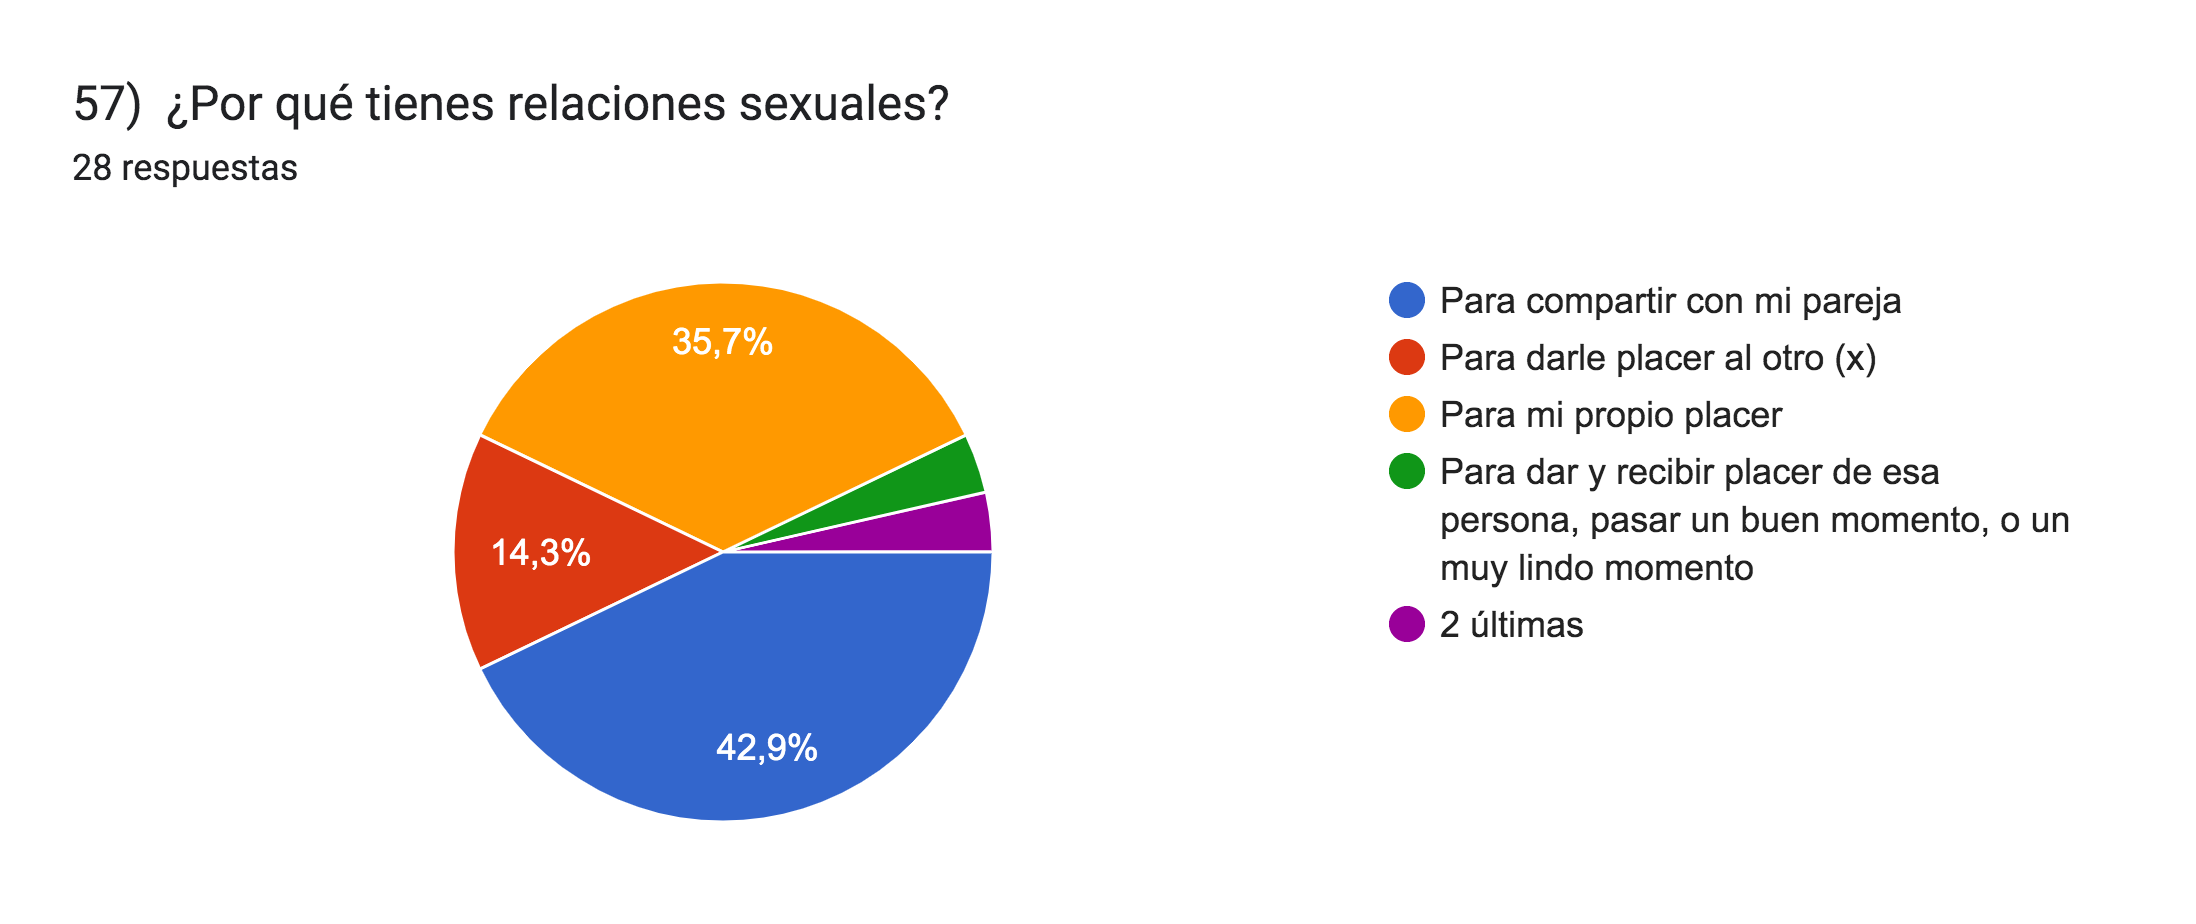 57) ¿Por qué tienes relaciones sexuales?
28 respuestas
35,7%
14,3%
42,9%
Para compartir con mi pareja
Para darle placer al otro (x)
Para mi propio placer
Para dar y recibir placer de esa
persona, pasar un buen momento, o un
muy lindo momento
2 últimas